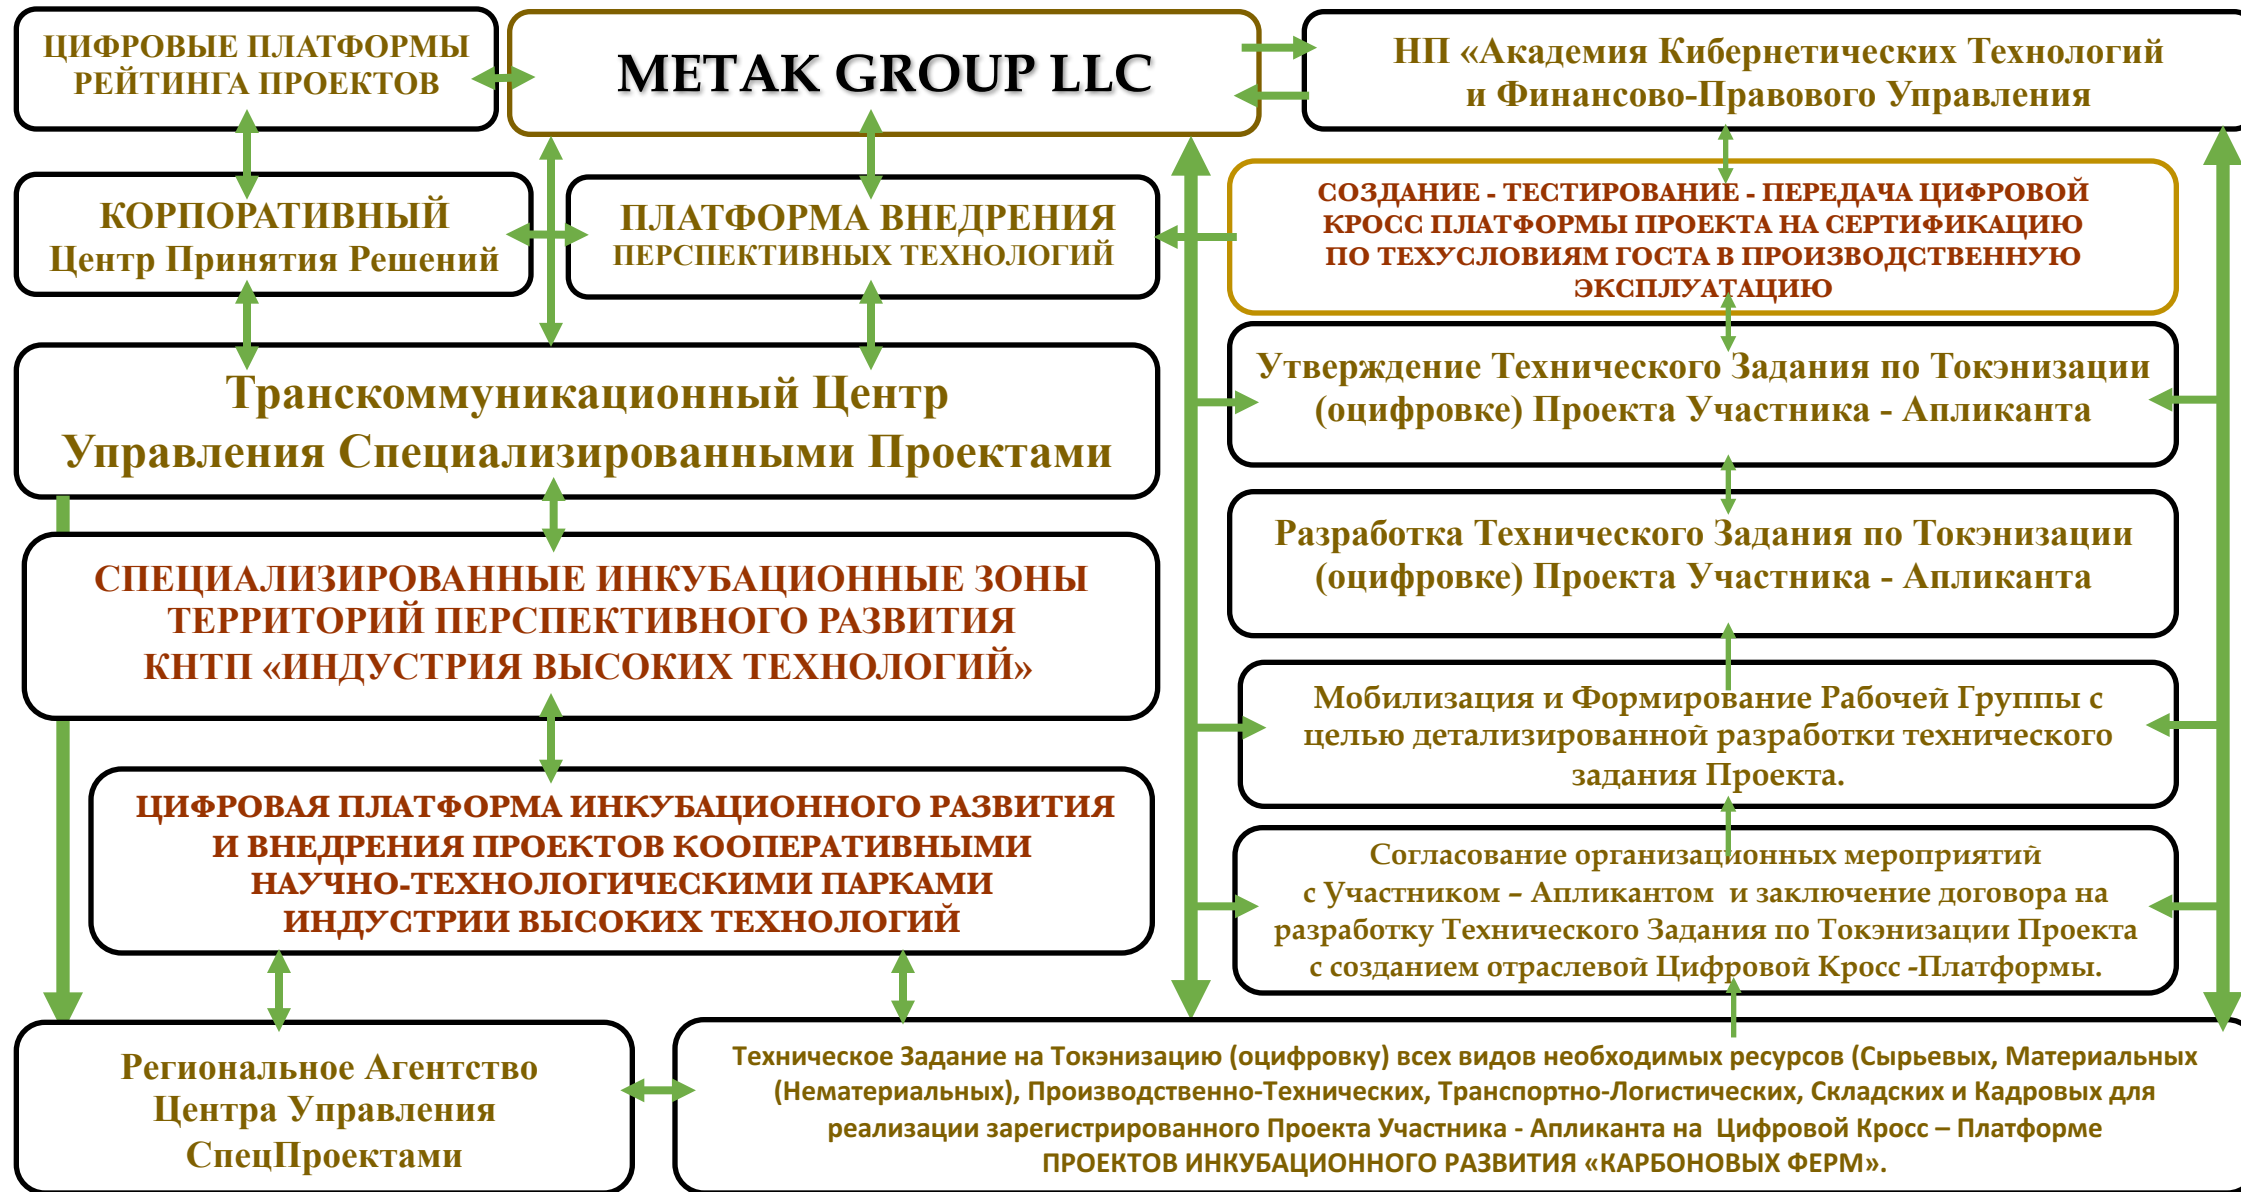 ЦИФРОВЫЕ ПЛАТФОРМЫ
РЕЙТИНГА ПРОЕКТОВ
METAK GROUP LLC
НП «Академия Кибернетических Технологий
и Финансово-Правового Управления
КОРПОРАТИВНЫЙ
Центр Принятия Решений
ПЛАТФОРМА ВНЕДРЕНИЯ
ПЕРСПЕКТИВНЫХ ТЕХНОЛОГИЙ
СОЗДАНИЕ - ТЕСТИРОВАНИЕ - ПЕРЕДАЧА ЦИФРОВОЙ
КРОСС ПЛАТФОРМЫ ПРОЕКТА НА СЕРТИФИКАЦИЮ
ПО ТЕХУСЛОВИЯМ ГОСТА В ПРОИЗВОДСТВЕННУЮ
ЭКСПЛУАТАЦИЮ
Транскоммуникационный Центр
Управления Специализированными Проектами
Утверждение Технического Задания по Токэнизации
(оцифровке) Проекта Участника - Апликанта
Разработка Технического Задания по Токэнизации
(оцифровке) Проекта Участника - Апликанта
СПЕЦИАЛИЗИРОВАННЫЕ ИНКУБАЦИОННЫЕ ЗОНЫ
ТЕРРИТОРИЙ ПЕРСПЕКТИВНОГО РАЗВИТИЯ
КНТП «ИНДУСТРИЯ ВЫСОКИХ ТЕХНОЛОГИЙ»
Мобилизация и Формирование Рабочей Группы с
целью детализированной разработки технического
задания Проекта.
ЦИФРОВАЯ ПЛАТФОРМА ИНКУБАЦИОННОГО РАЗВИТИЯ
И ВНЕДРЕНИЯ ПРОЕКТОВ КООПЕРАТИВНЫМИ
НАУЧНО-ТЕХНОЛОГИЧЕСКИМИ ПАРКАМИ
ИНДУСТРИИ ВЫСОКИХ ТЕХНОЛОГИЙ
Согласование организационных мероприятий
с Участником – Апликантом и заключение договора на
разработку Технического Задания по Токэнизации Проекта
с созданием отраслевой Цифровой Кросс -Платформы.
Региональное Агентство
Центра Управления
СпецПроектами
Техническое Задание на Токэнизацию (оцифровку) всех видов необходимых ресурсов (Сырьевых, Материальных
(Нематериальных), Производственно-Технических, Транспортно-Логистических, Складских и Кадровых для
реализации зарегистрированного Проекта Участника - Апликанта на Цифровой Кросс – Платформе
ПРОЕКТОВ ИНКУБАЦИОННОГО РАЗВИТИЯ «КАРБОНОВЫХ ФЕРМ».